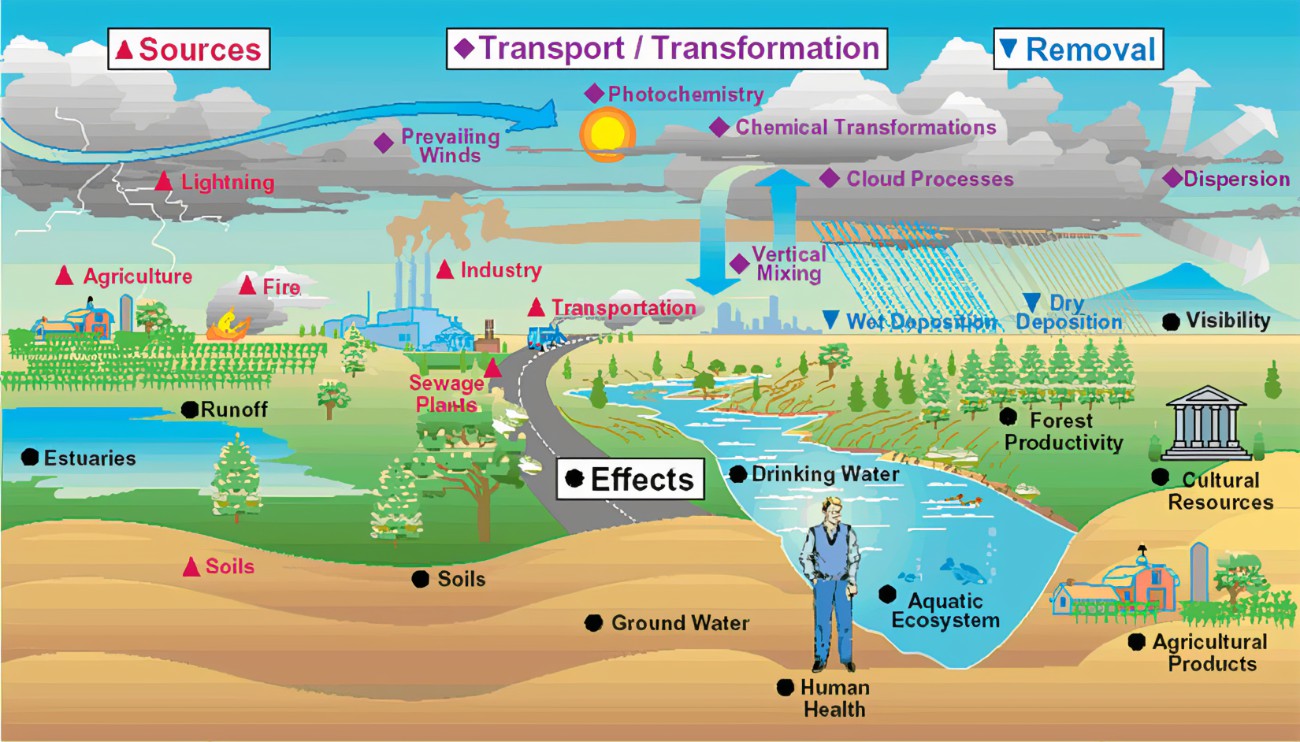 Sources
Transport / Transformation
Removal
Photochemistry
Prevailing
Winds
Chemical Transformations
Lightning
Cloud Processes
Dispersion
Agriculture
Fire
Industry
Vertical
Mixing
Transportation
Wet Deposition
Dry
Deposition
Visibility
Sewage
Plants
Runoff
Forest
Productivity
Estuaries
Effects
Drinking Water
Cultural
Resources
Soils
Soils
Aquatic
Ecosystem
Ground Water
Agricultural
Products
Human
Health